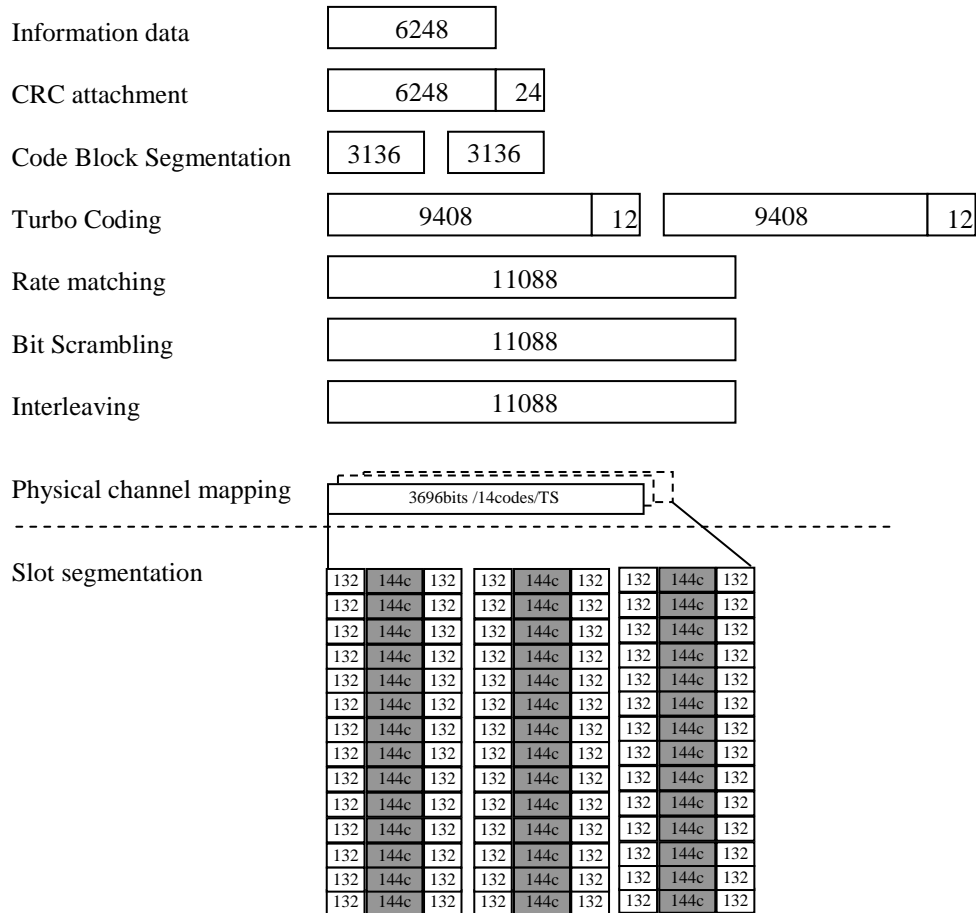 Information data 6248
CRC attachment 6248 24
Code Block Segmentation 3136 3136
Turbo Coding 9408 12 9408 12
Rate matching 11088
Bit Scrambling 11088
Interleaving 11088
Physical channel mapping 3696bits /14codes/TS
Slot segmentation
132 144c 132 132 144c 132 132 144c 132
132 144c 132 132 144c 132 132 144c 132
132 144c 132 132 144c 132 132 144c 132
132 144c 132 132 144c 132 132 144c 132
132 144c 132 132 144c 132 132 144c 132
132 144c 132 132 144c 132 132 144c 132
132 144c 132 132 144c 132 132 144c 132
132 144c 132 132 144c 132 132 144c 132
132 144c 132 132 144c 132 132 144c 132
132 144c 132 132 144c 132 132 144c 132
132 144c 132 132 144c 132 132 144c 132
132 144c 132 132 144c 132 132 144c 132
132 144c 132 132 144c 132 132 144c 132
132 144c 132 132 144c 132 132 144c 132